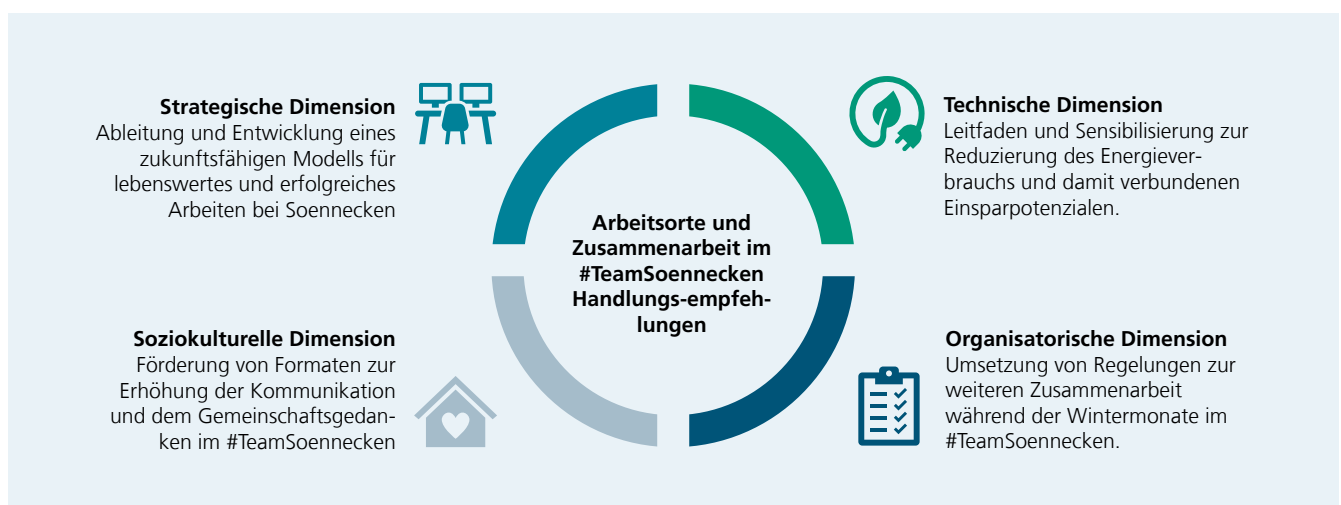 Strategische Dimension
Ableitung und Entwicklung eines
zukunftsfähigen Modells für
lebenswertes und erfolgreiches
Arbeiten bei Soennecken
Technische Dimension
Leitfaden und Sensibilisierung zur
Reduzierung des Energiever-
brauchs und damit verbundenen
Einsparpotenzialen.
Arbeitsorte und
Zusammenarbeit im
#TeamSoennecken
Handlungs-empfeh-
lungen
Soziokulturelle Dimension
Förderung von Formaten zur
Erhöhung der Kommunikation
und dem Gemeinschaftsgedan-
ken im #TeamSoennecken
Organisatorische Dimension
Umsetzung von Regelungen zur
weiteren Zusammenarbeit
während der Wintermonate im
#TeamSoennecken.